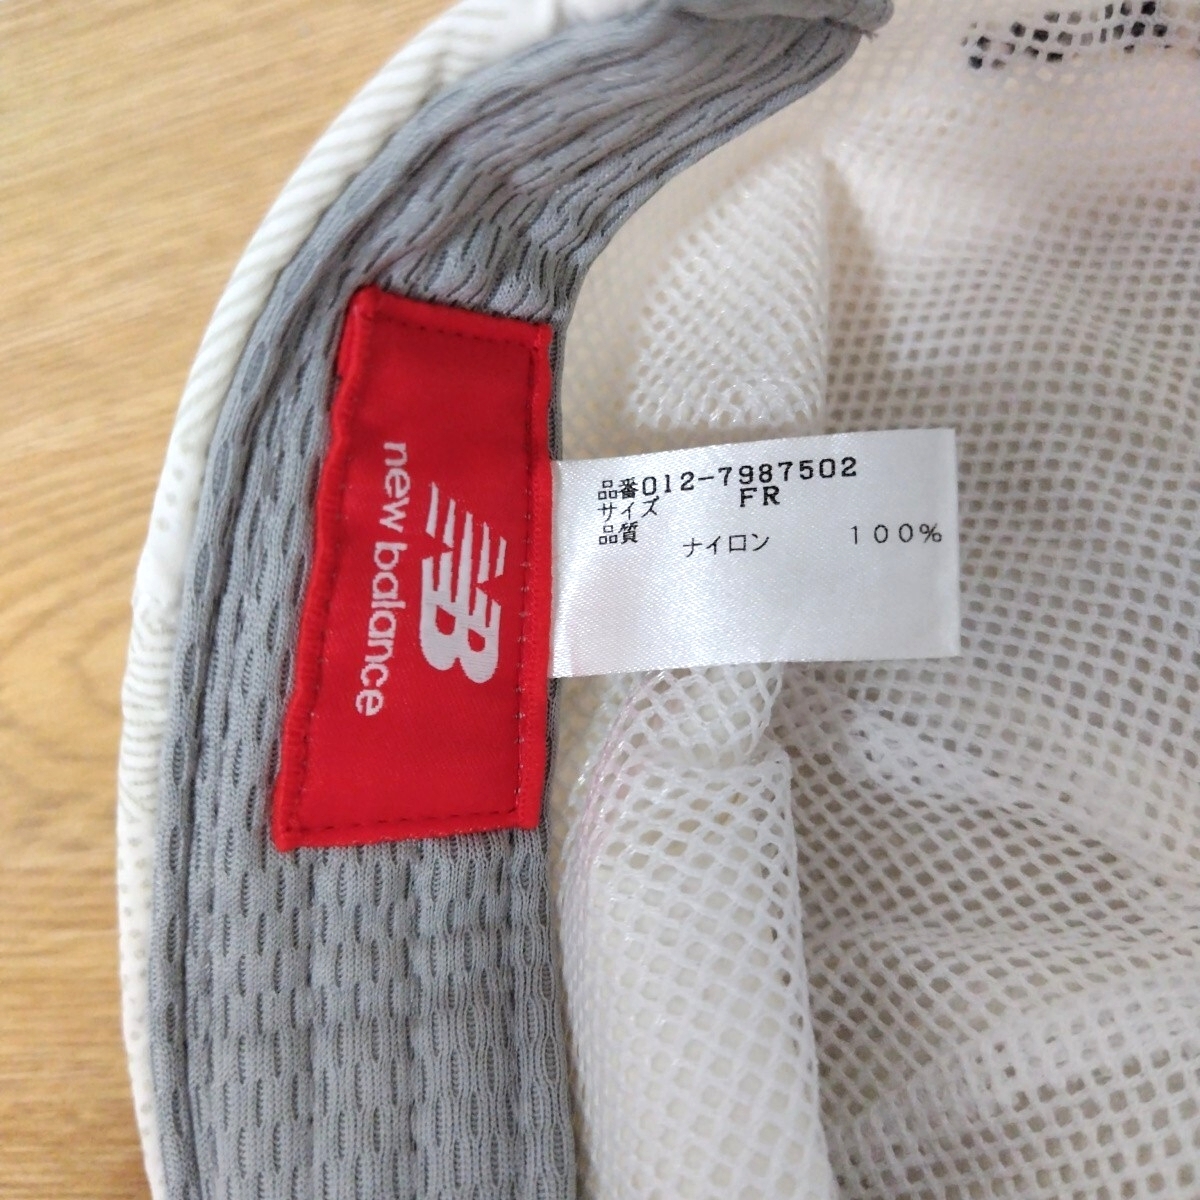 NB
new balance
品番012-7987502
サイズ FR
品質 ナイロン 100%